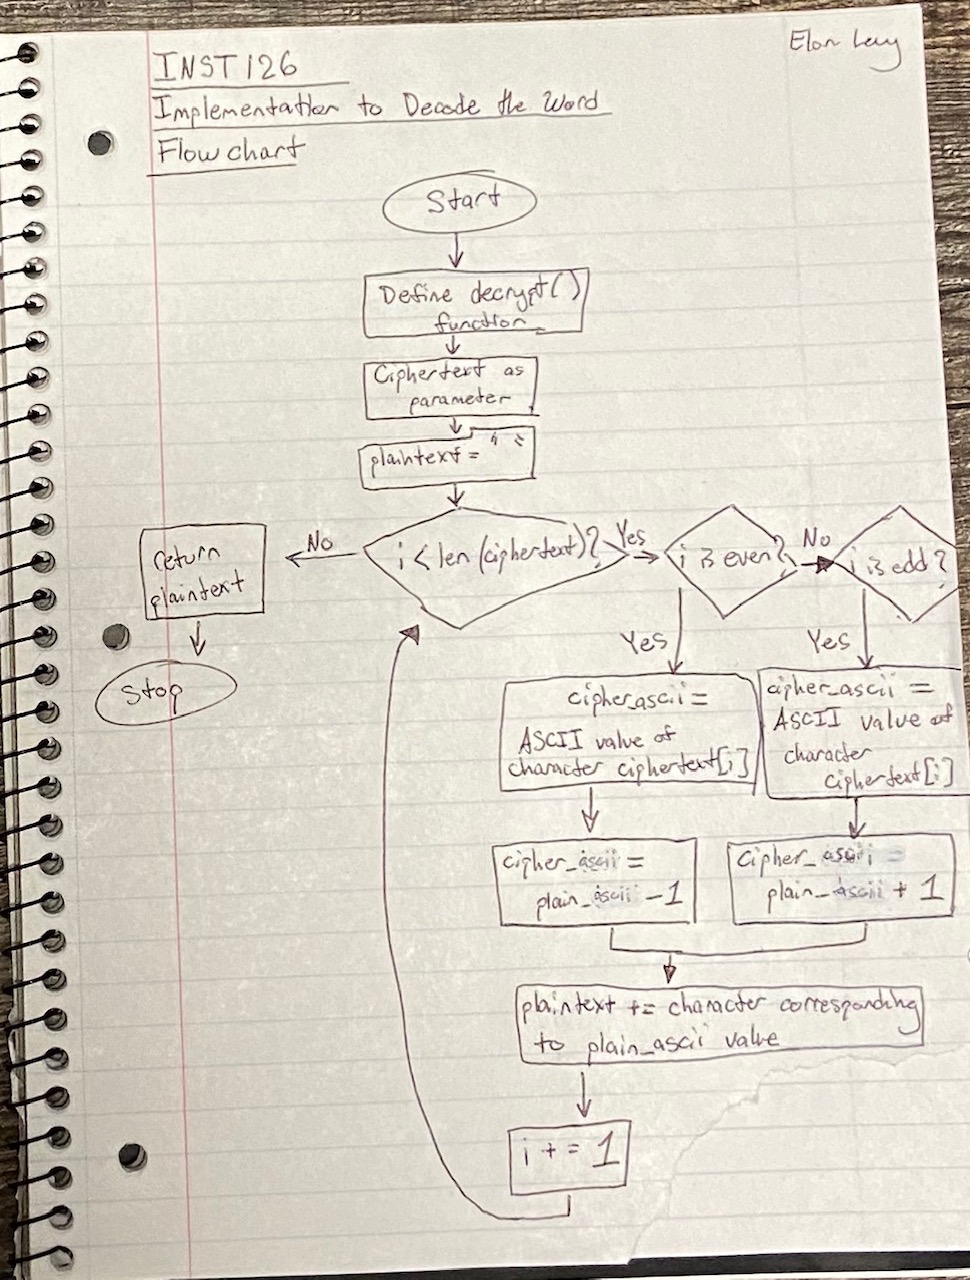 Elon Levy
INST 126
Implementation to Decode the Word
Flow chart
Start
Define decrypt()
function
Ciphertext as
parameter
plaintext = " "
i < len (ciphertext)?
No
return
plaintext
Stop
Yes
i is even?
No
i is odd?
Yes
cipher_ascii =
ASCII value of
character ciphertext[i]
cipher_ascii =
plain_ascii - 1
Yes
cipher_ascii =
ASCII value of
character
ciphertext[i]
cipher_ascii =
plain_ascii + 1
plaintext += character corresponding
to plain_ascii value
i += 1